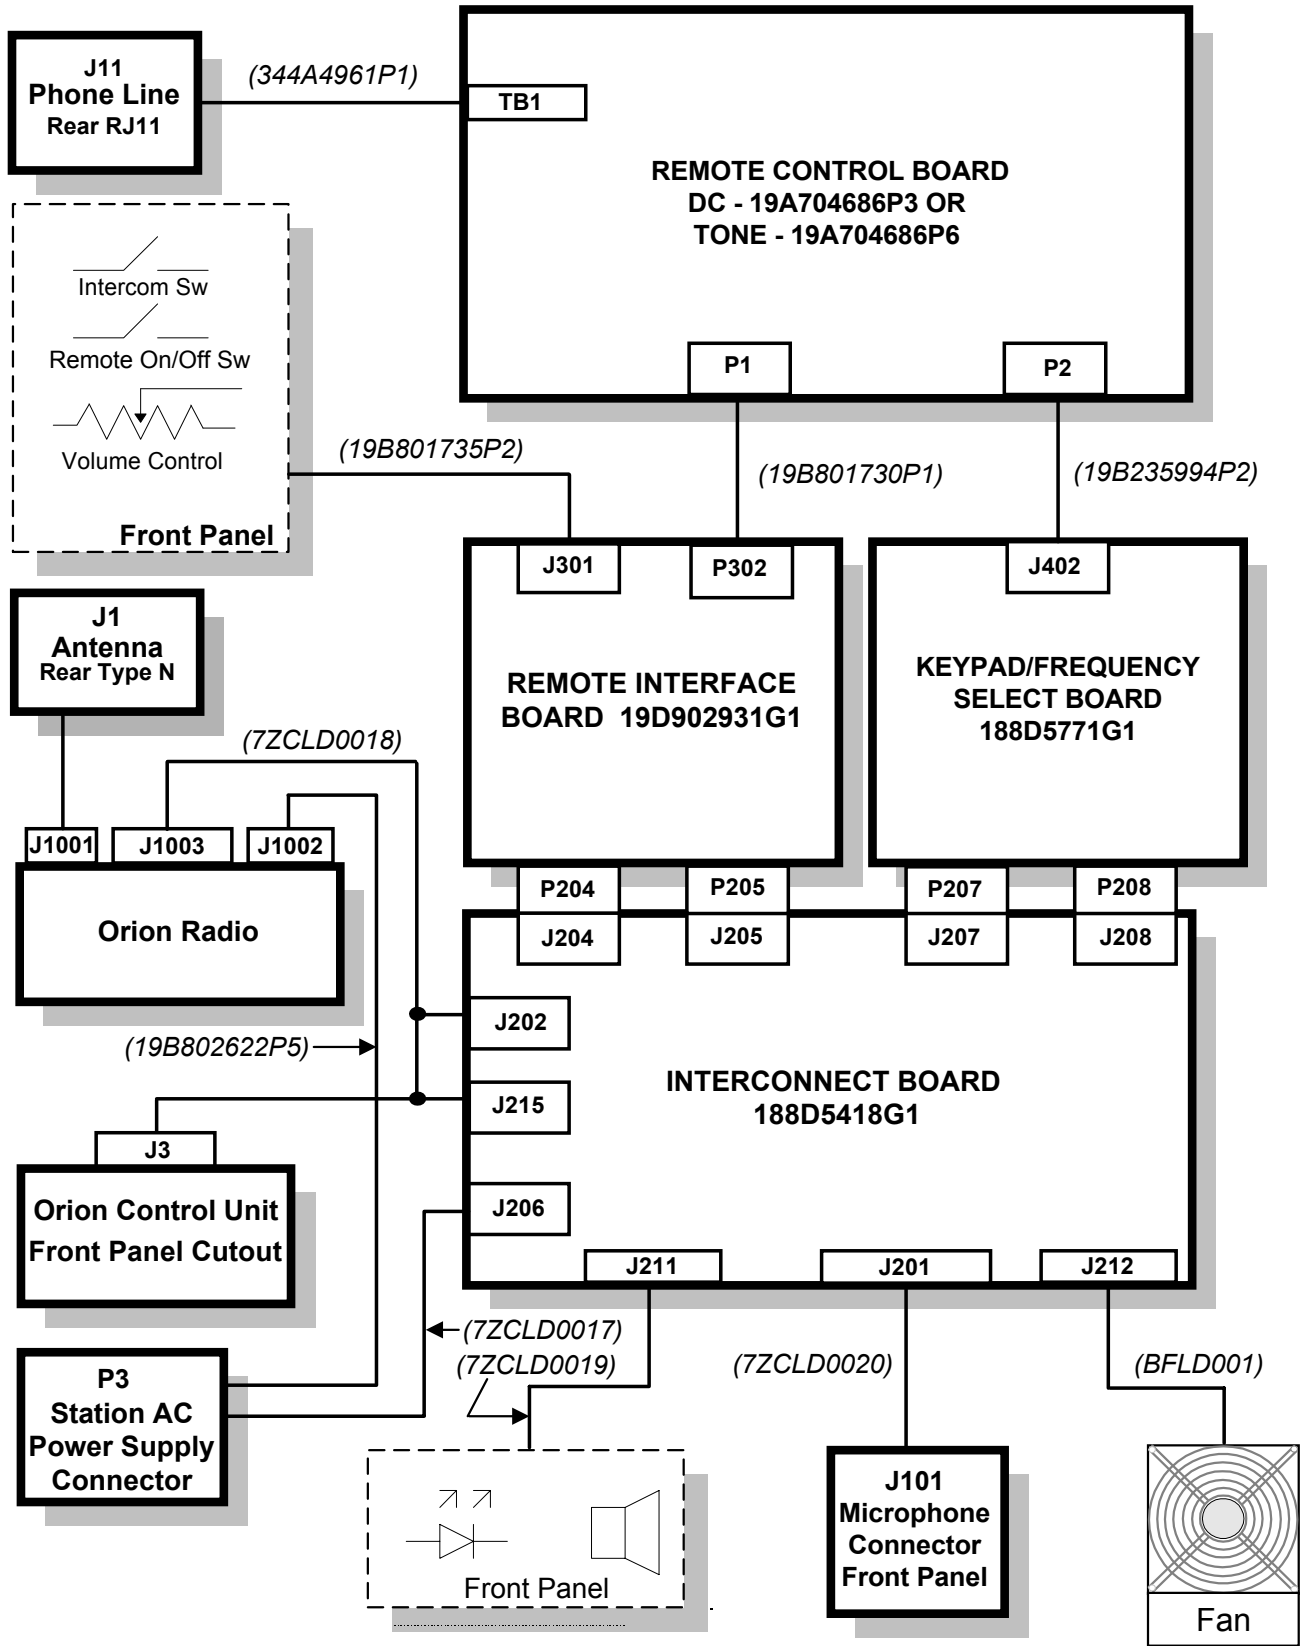 J11
Phone Line
Rear RJ11
(344A4961P1)
TB1
REMOTE CONTROL BOARD
DC - 19A704686P3 OR
TONE - 19A704686P6
P1
P2
Intercom Sw
Remote On/Off Sw
Volume Control
Front Panel
(19B801735P2)
(19B801730P1)
(19B235994P2)
J301
P302
REMOTE INTERFACE
BOARD 19D902931G1
J402
KEYPAD/FREQUENCY
SELECT BOARD
188D5771G1
J1
Antenna
Rear Type N
(7ZCLD0018)
J1001
J1003
J1002
Orion Radio
P204
P205
P207
P208
J204
J205
J207
J208
J202
(19B802622P5)
J215
INTERCONNECT BOARD
188D5418G1
J3
Orion Control Unit
Front Panel Cutout
J206
J211
J201
J212
(7ZCLD0017)
(7ZCLD0019)
(7ZCLD0020)
(BFLD001)
P3
Station AC
Power Supply
Connector
Front Panel
J101
Microphone
Connector
Front Panel
Fan